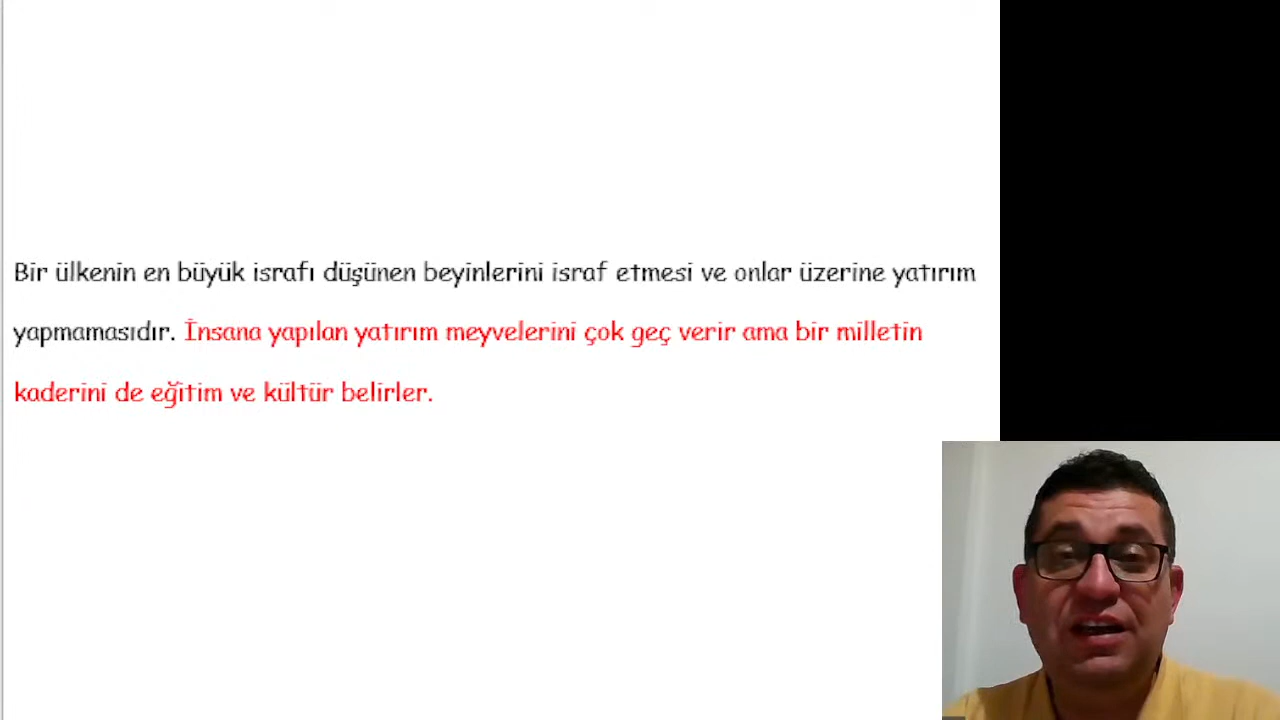 Bir ülkenin en büyük israfı düşünen beyinlerini israf etmesi ve onlar üzerine yatırım
yapmamasıdır. İnsana yapılan yatırım meyvelerini çok geç verir ama bir milletin
kaderini de eğitim ve kültür belirler.